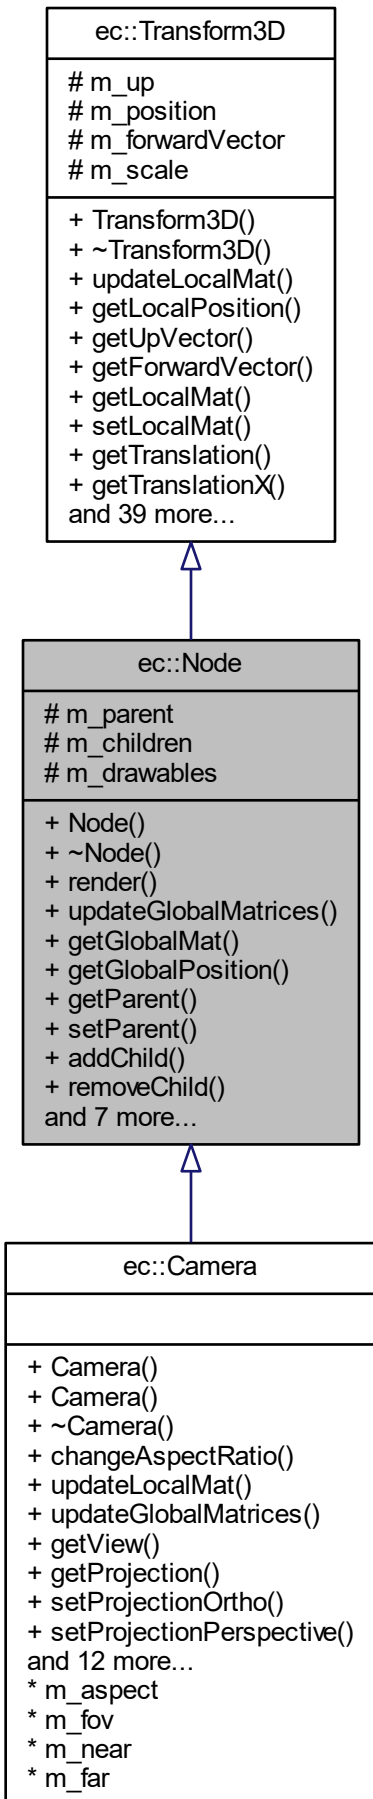 ec::Transform3D
# m_up
# m_position
# m_forwardVector
# m_scale
+ Transform3D()
+ ~Transform3D()
+ updateLocalMat()
+ getLocalPosition()
+ getUpVector()
+ getForwardVector()
+ getLocalMat()
+ setLocalMat()
+ getTranslation()
+ getTranslationX()
and 39 more...
ec::Node
# m_parent
# m_children
# m_drawables
+ Node()
+ ~Node()
+ render()
+ updateGlobalMatrices()
+ getGlobalMat()
+ getGlobalPosition()
+ getParent()
+ setParent()
+ addChild()
+ removeChild()
and 7 more...
ec::Camera
+ Camera()
+ Camera()
+ ~Camera()
+ changeAspectRatio()
+ updateLocalMat()
+ updateGlobalMatrices()
+ getView()
+ getProjection()
+ setProjectionOrtho()
+ setProjectionPerspective()
and 12 more...
* m_aspect
* m_fov
* m_near
* m_far